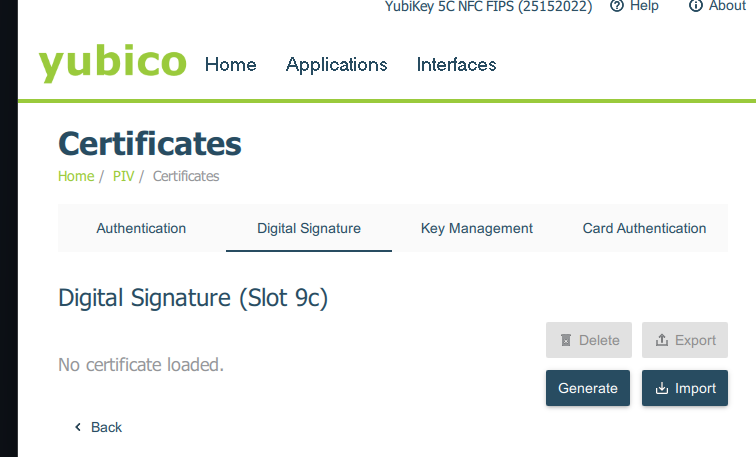 YubiKey 5C NFC FIPS (25152022) Help About
yubico Home Applications Interfaces
Certificates
Home / PIV / Certificates
Authentication Digital Signature Key Management Card Authentication
Digital Signature (Slot 9c)
Delete Export
No certificate loaded.
Generate Import
Back